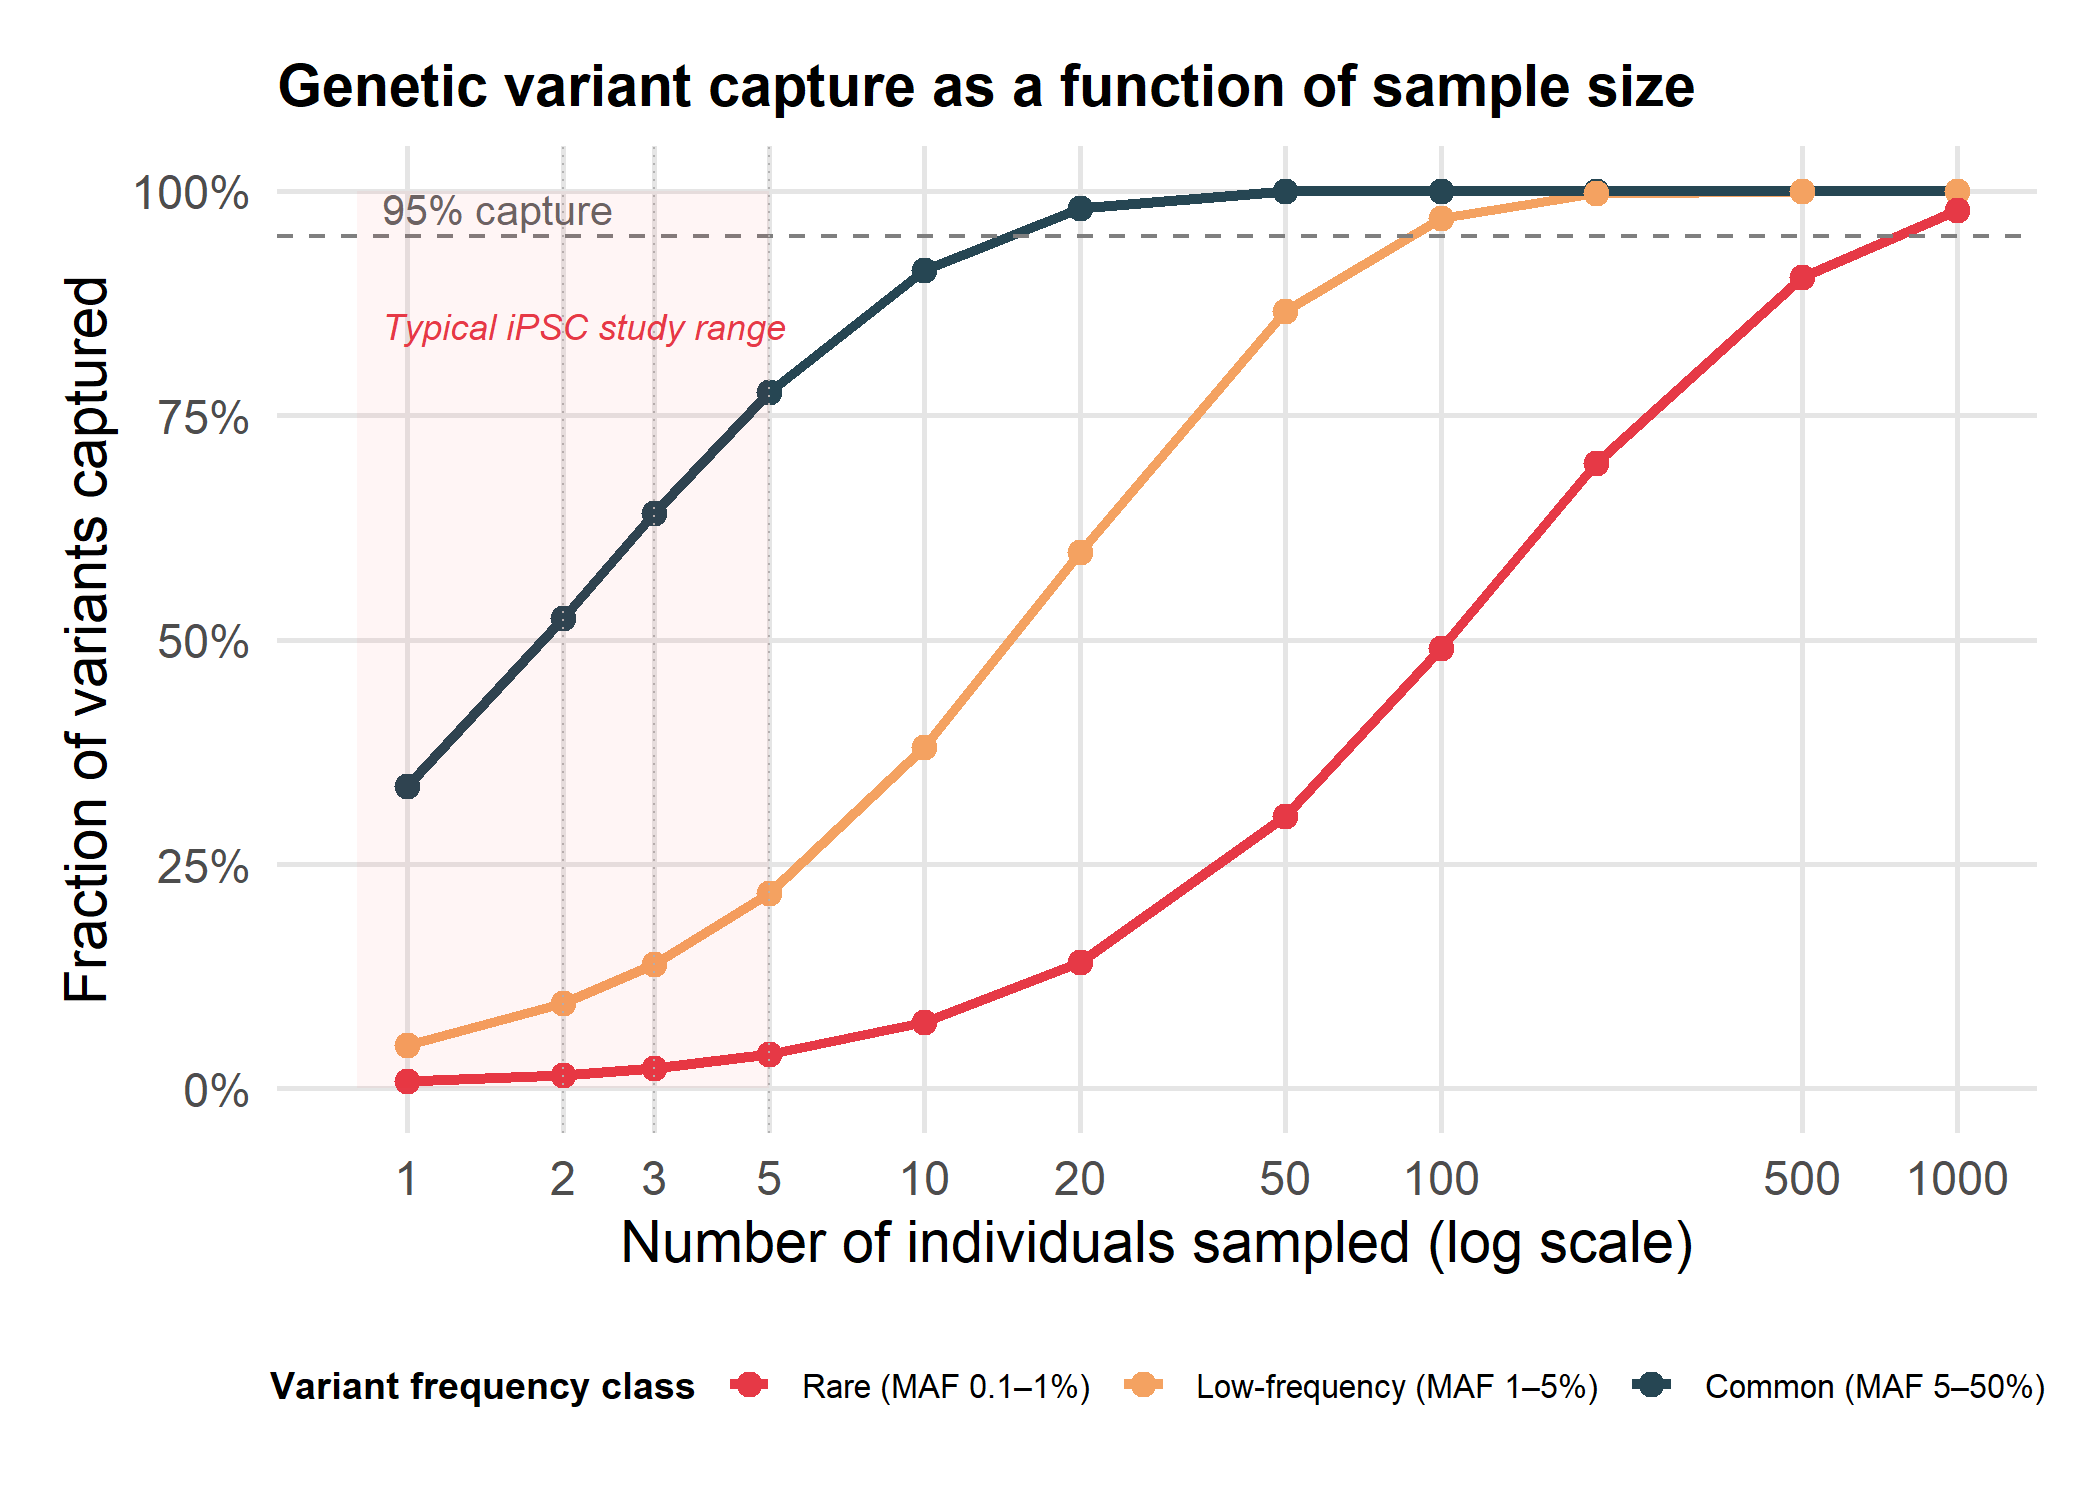 Genetic variant capture as a function of sample size
Fraction of variants captured
100%
75%
50%
25%
0%
95% capture
Typical iPSC study range
1 2 3 5 10 20 50 100 500 1000
Number of individuals sampled (log scale)
Variant frequency class Rare (MAF 0.1–1%) Low-frequency (MAF 1–5%) Common (MAF 5–50%)